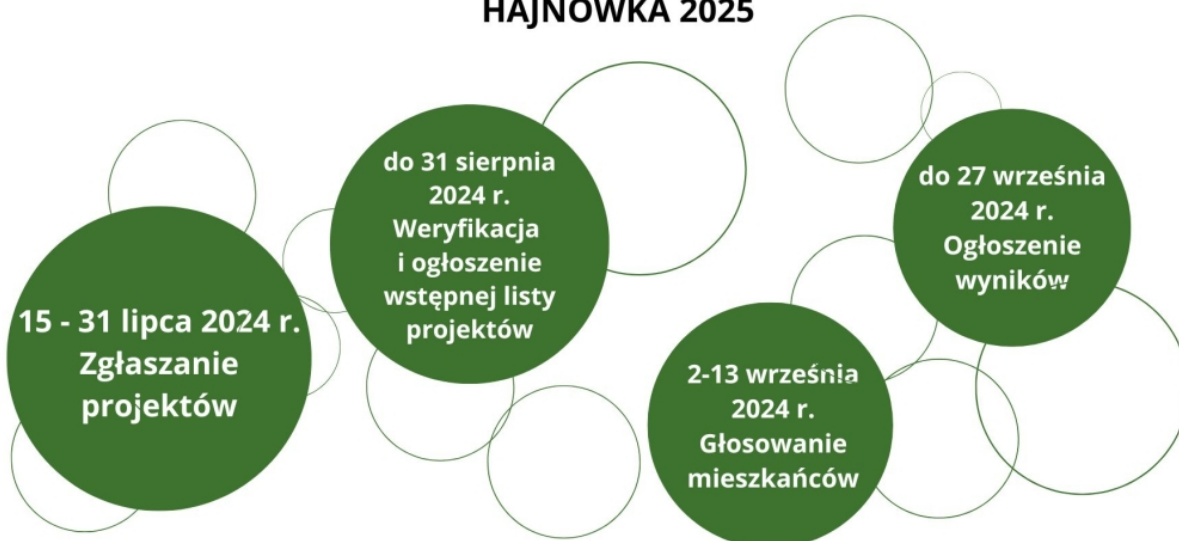 HAJNÓWKA 2025
15 - 31 lipca 2024 r.
Zgłaszanie
projektów
do 31 sierpnia
2024 r.
Weryfikacja
i ogłoszenie
wstępnej listy
projektów
2-13 września
2024 r.
Głosowanie
mieszkańców
do 27 września
2024 r.
Ogłoszenie
wyników